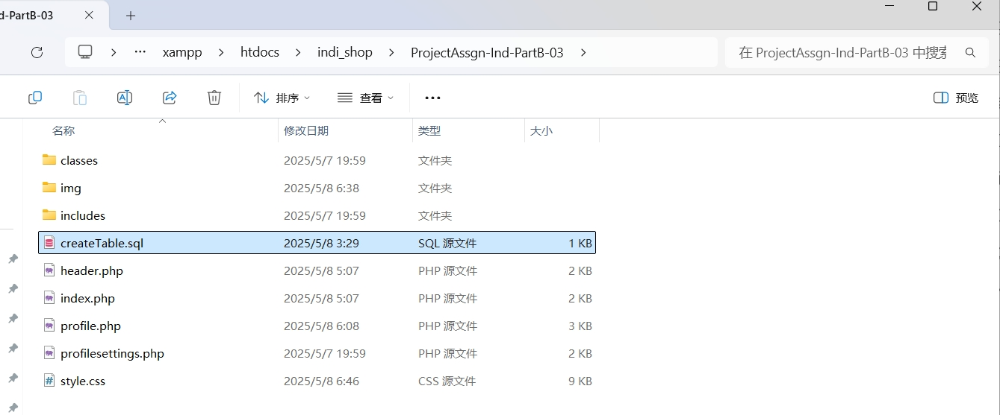 d-PartB-03
xampp htdocs indi_shop ProjectAssgn-Ind-PartB-03 在 ProjectAssgn-Ind-PartB-03 中搜索
排序 查看 预览
名称 修改日期 类型 大小
classes 2025/5/7 19:59 文件夹
img 2025/5/8 6:38 文件夹
includes 2025/5/7 19:59 文件夹
createTable.sql 2025/5/8 3:29 SQL 源文件 1 KB
header.php 2025/5/8 5:07 PHP 源文件 2 KB
index.php 2025/5/8 5:07 PHP 源文件 2 KB
profile.php 2025/5/8 6:08 PHP 源文件 3 KB
profilesettings.php 2025/5/7 19:59 PHP 源文件 2 KB
style.css 2025/5/8 6:46 CSS 源文件 9 KB